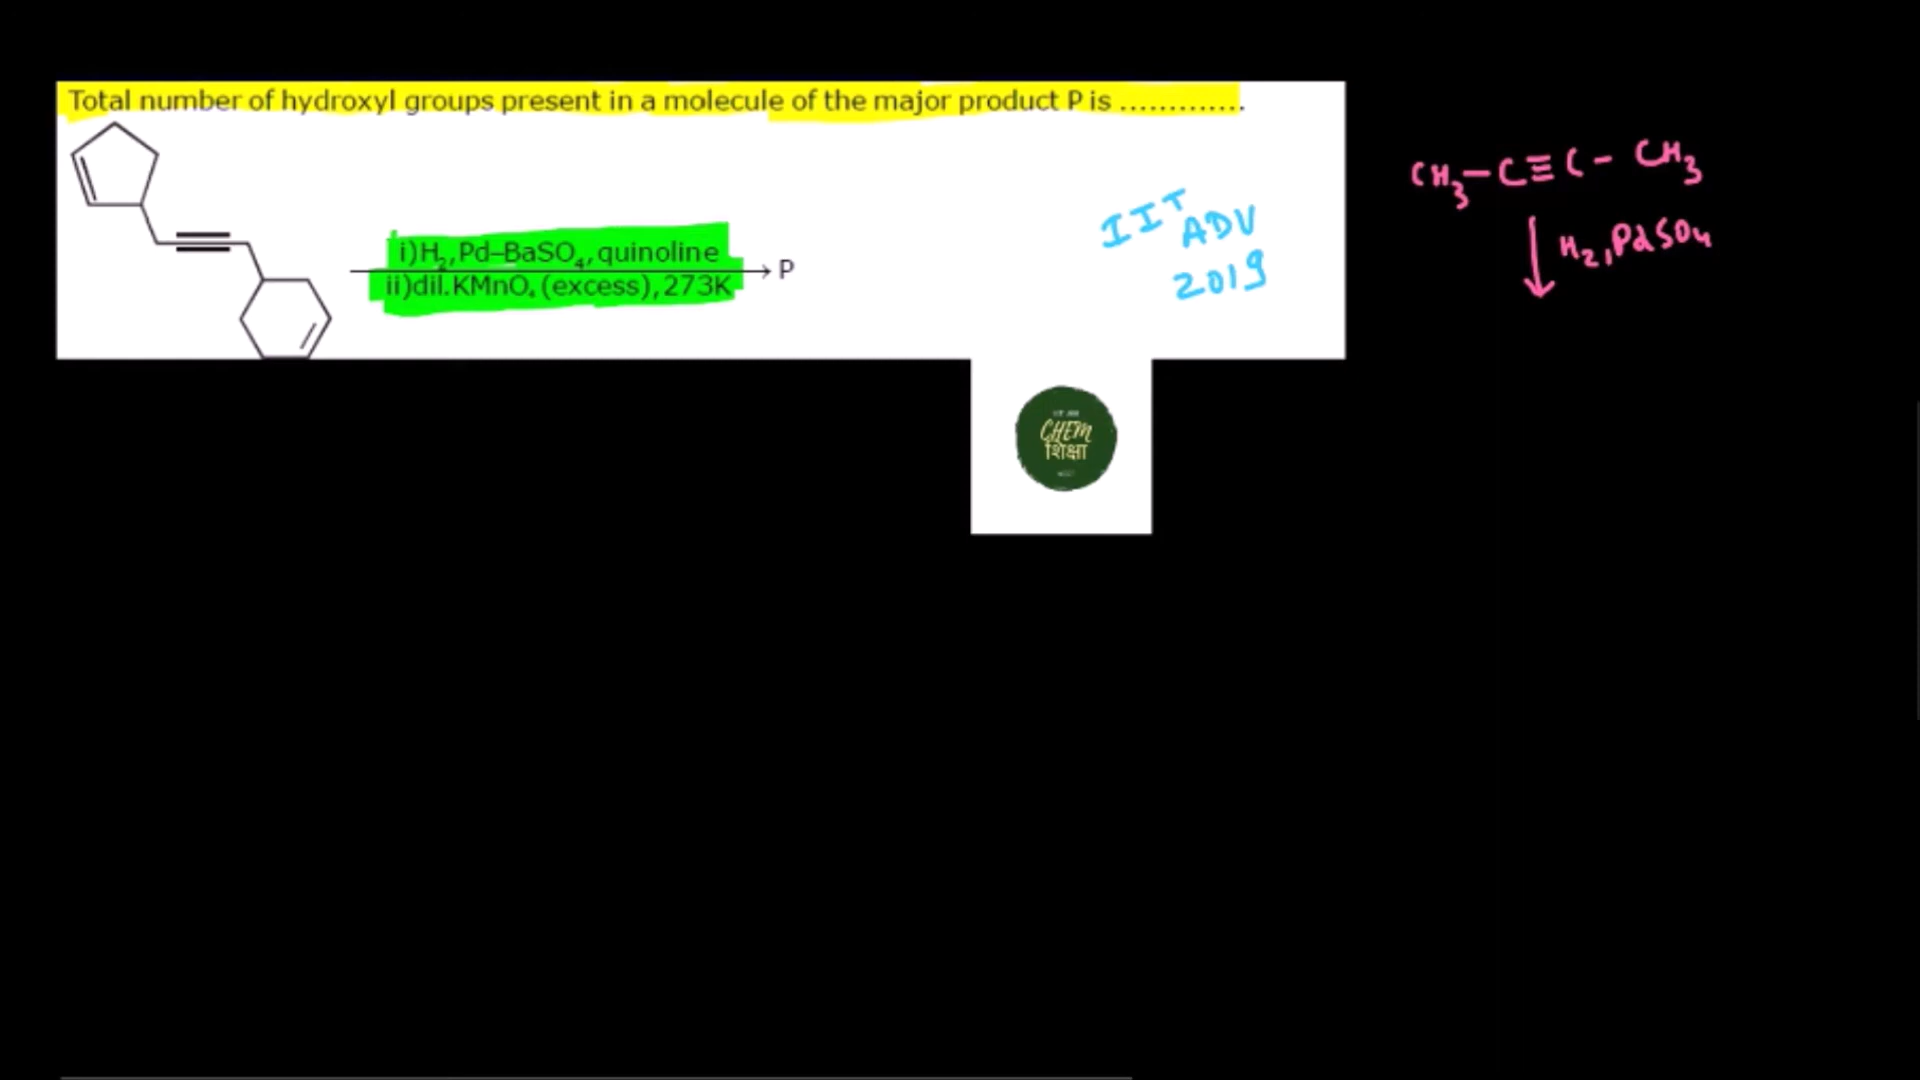 Total number of hydroxyl groups present in a molecule of the major product P is .............
i)H₂,Pd–BaSO₄,quinoline
ii)dil.KMnO₄(excess),273K
P
IIT
ADV
2019
CH₃–C≡C–CH₃
H₂,PdSO₄
CHEM
शिक्षा